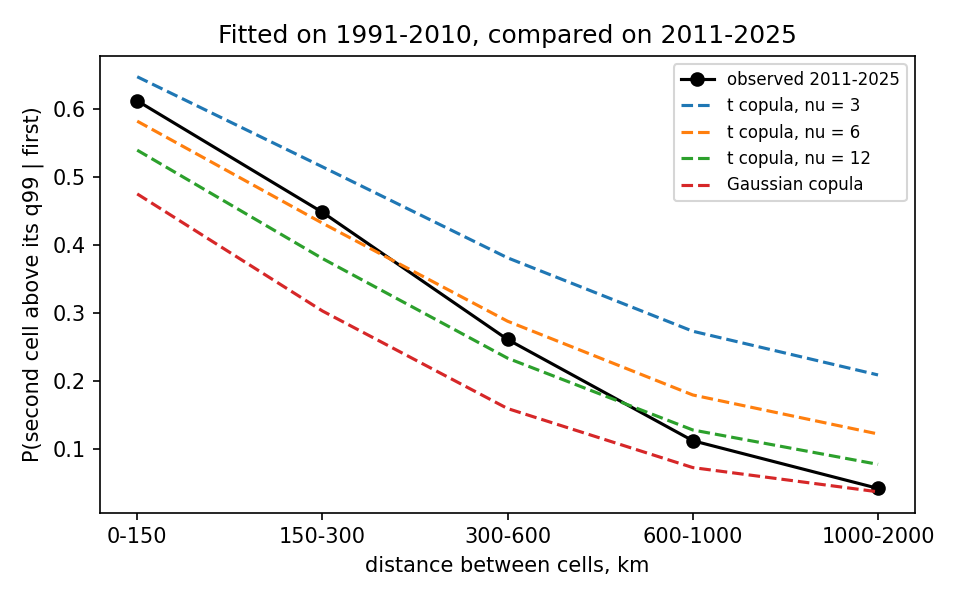 Fitted on 1991-2010, compared on 2011-2025
observed 2011-2025
t copula, nu = 3
t copula, nu = 6
t copula, nu = 12
Gaussian copula
P(second cell above its q99 | first)
0.6
0.5
0.4
0.3
0.2
0.1
0-150
150-300
300-600
600-1000
1000-2000
distance between cells, km